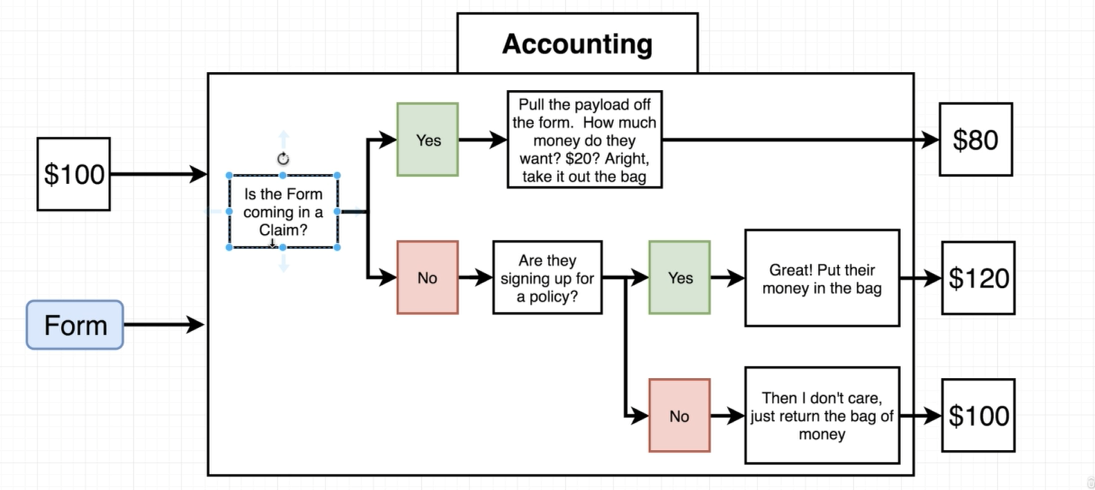 Accounting
$100
Form
Is the Form
coming in a
Claim?
Yes
Pull the payload off
the form. How much
money do they
want? $20? Aright,
take it out the bag
$80
No
Are they
signing up for
a policy?
Yes
Great! Put their
money in the bag
$120
No
Then I don't care,
just return the bag of
money
$100